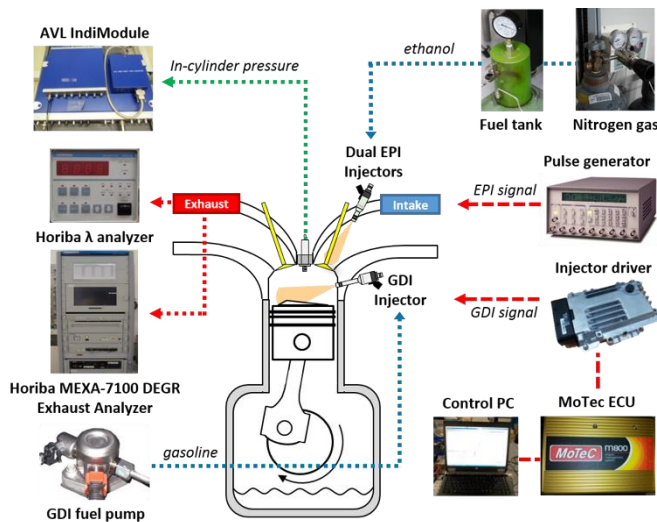 AVL IndiModule
In-cylinder pressure
ethanol
Fuel tank
Nitrogen gas
Dual EPI
Injectors
Pulse generator
EPI signal
Exhaust
Intake
Horiba λ analyzer
GDI
Injector
Injector driver
GDI signal
Horiba MEXA-7100 DEGR
Exhaust Analyzer
Control PC
MoTec ECU
gasoline
MoTeC
m800
GDI fuel pump